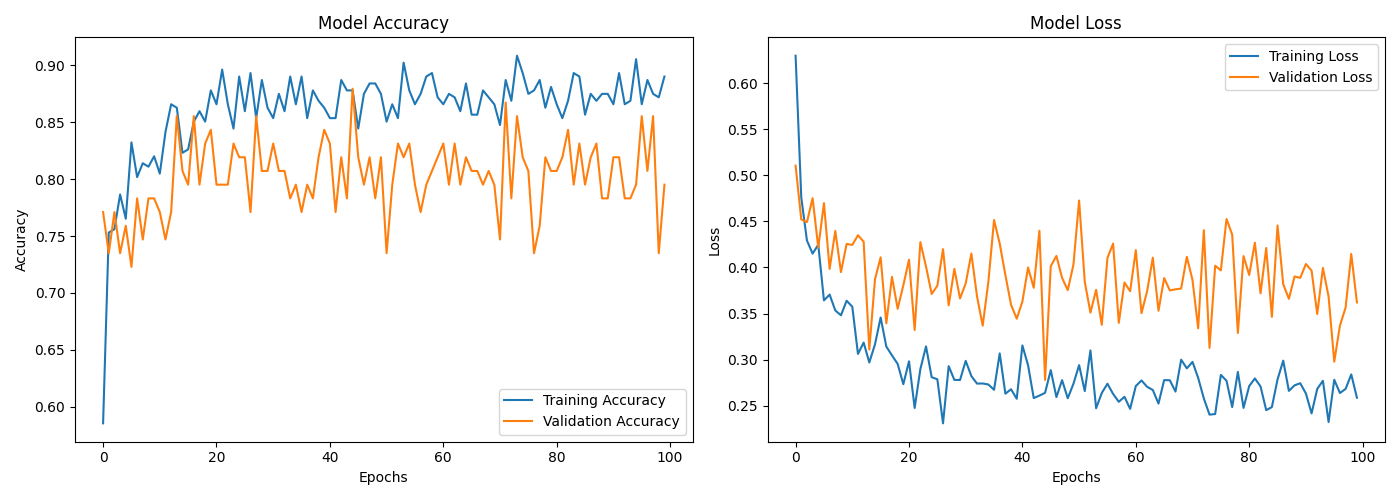 Model Accuracy
Accuracy
0.90
0.85
0.80
0.75
0.70
0.65
0.60
0 20 40 60 80 100
Epochs
Training Accuracy
Validation Accuracy
Model Loss
Loss
0.60
0.55
0.50
0.45
0.40
0.35
0.30
0.25
0 20 40 60 80 100
Epochs
Training Loss
Validation Loss